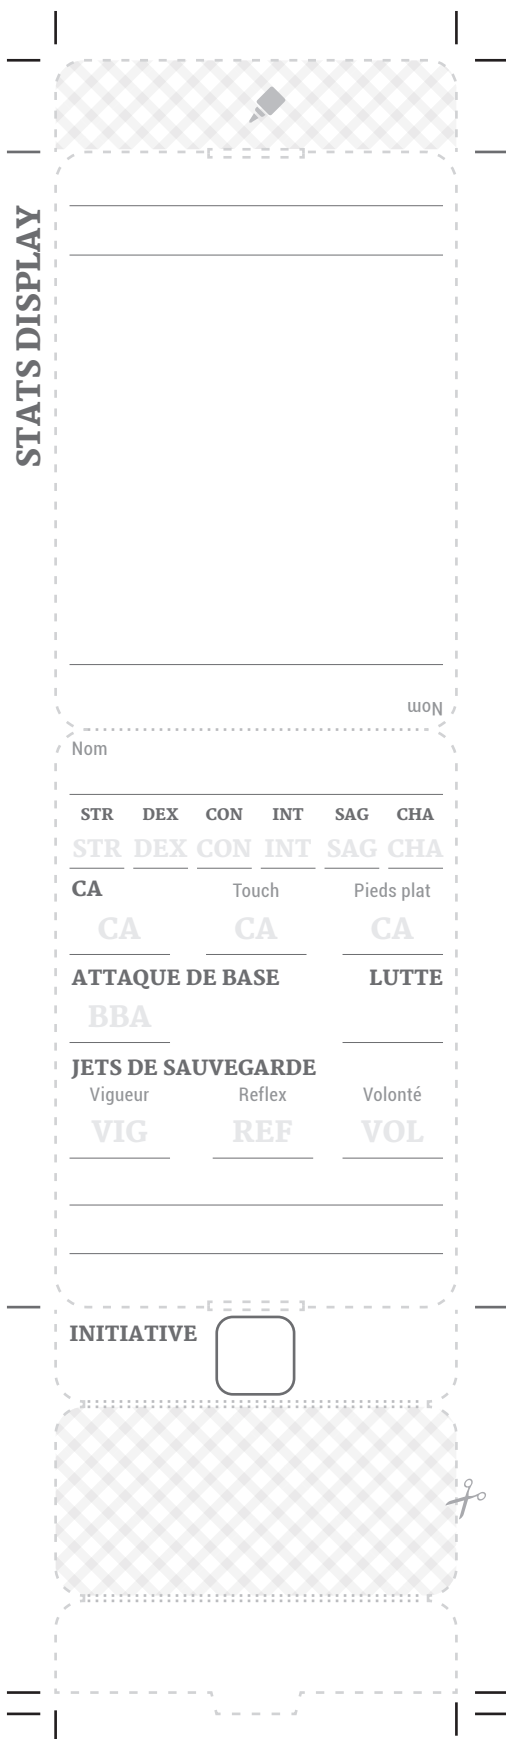 STATS DISPLAY
Nom
Nom
STR DEX CON INT SAG CHA
STR DEX CON INT SAG CHA
CA Touch Pieds plat
CA CA CA
ATTAQUE DE BASE LUTTE
BBA
JETS DE SAUVEGARDE
Vigueur Reflex Volonté
VIG REF VOL
INITIATIVE